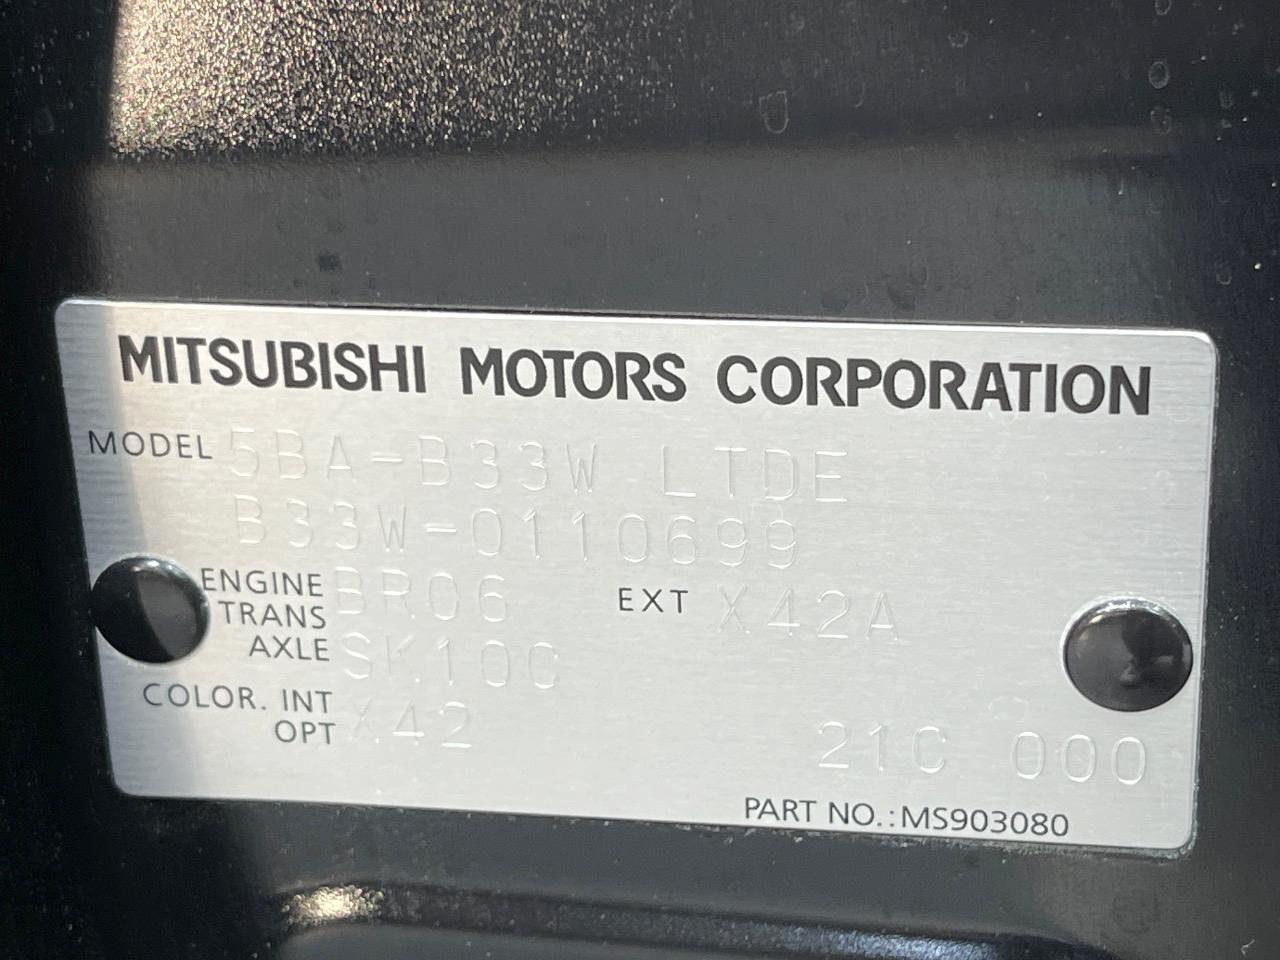 MITSUBISHI MOTORS CORPORATION
MODEL 5BA-B33W LTDE
B33W-0110699
ENGINE BR06 EXT X42A
TRANS
AXLE SK10C
COLOR. INT X42
OPT 21C 000
PART NO.:MS903080